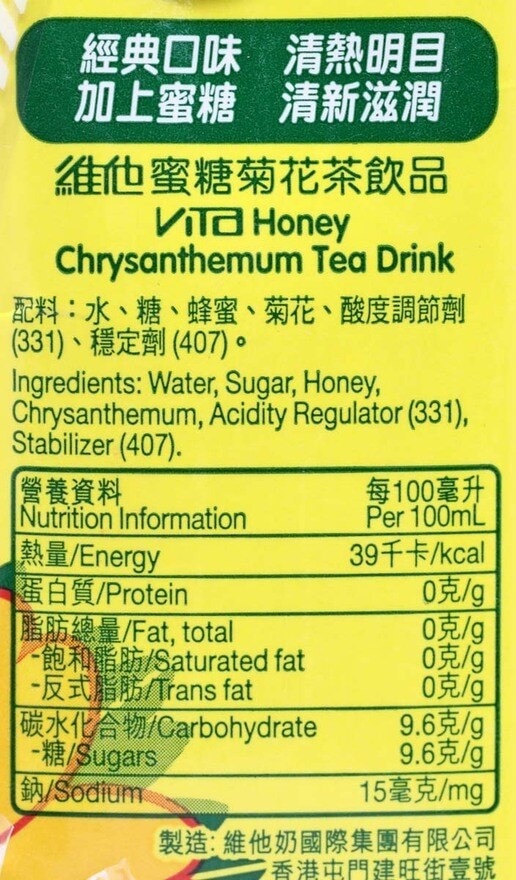 經典口味 清熱明目
加上蜜糖 清新滋潤
維他蜜糖菊花茶飲品
VITA Honey
Chrysanthemum Tea Drink
配料：水、糖、蜂蜜、菊花、酸度調節劑
(331)、穩定劑 (407)。
Ingredients: Water, Sugar, Honey,
Chrysanthemum, Acidity Regulator (331),
Stabilizer (407).
營養資料 每100毫升
Nutrition Information Per 100mL
熱量/Energy 39千卡/kcal
蛋白質/Protein 0克/g
脂肪總量/Fat, total 0克/g
-飽和脂肪/Saturated fat 0克/g
-反式脂肪/Trans fat 0克/g
碳水化合物/Carbohydrate 9.6克/g
-糖/Sugars 9.6克/g
鈉/Sodium 15毫克/mg
製造: 維他奶國際集團有限公司
香港屯門建旺街壹號